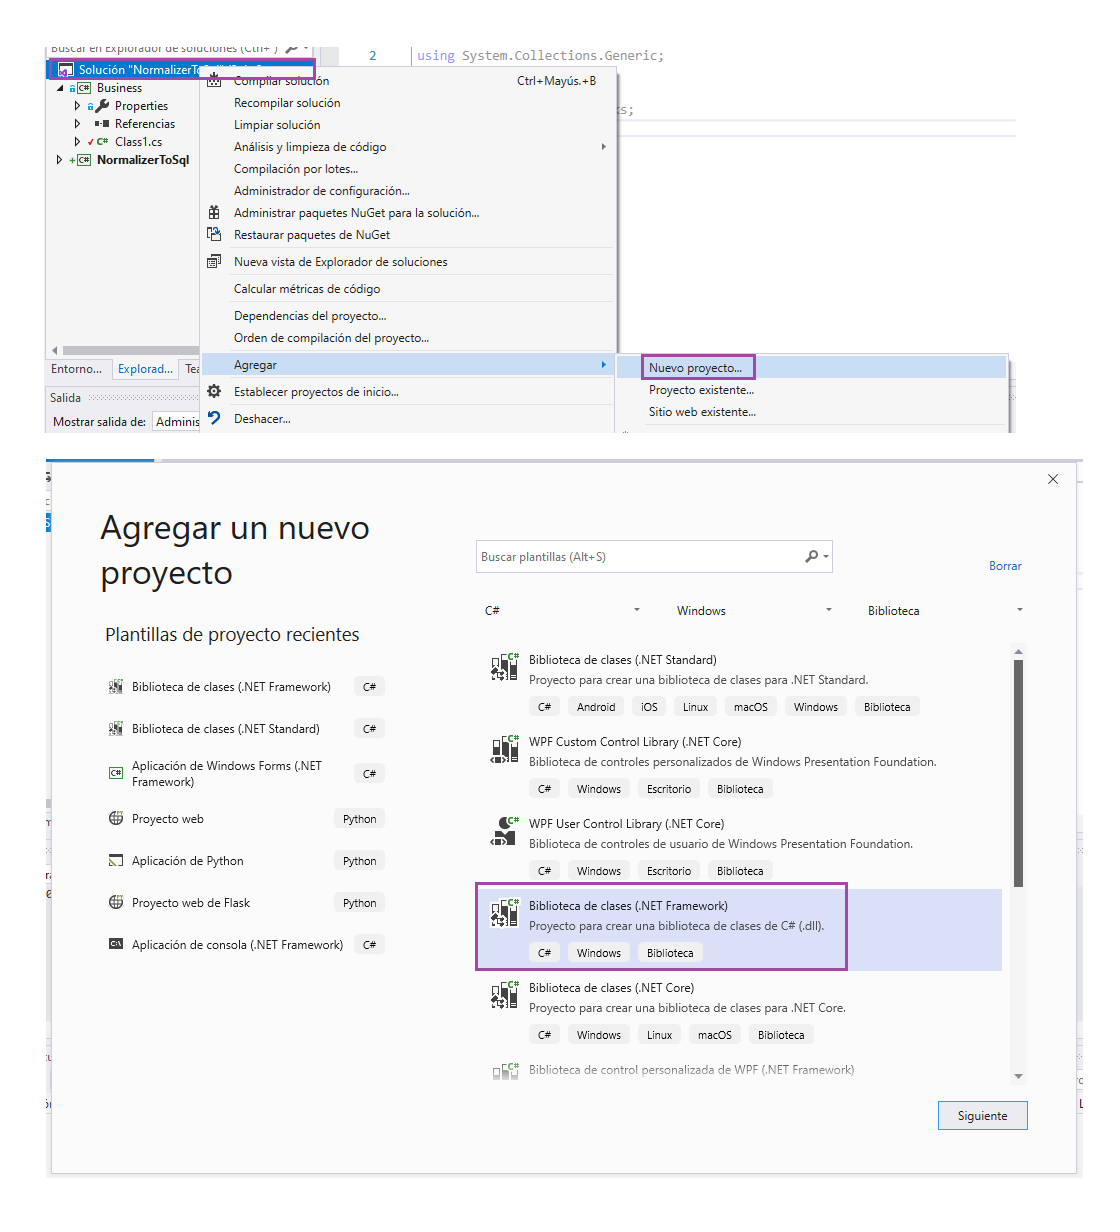 Buscar en Explorador de soluciones (Ctrl+ )
2 using System.Collections.Generic;
Solución "NormalizerToSql"
Business
Properties
Referencias
Class1.cs
NormalizerToSql
Compilar solución Ctrl+Mayús.+B
Recompilar solución
Limpiar solución
Análisis y limpieza de código
Compilación por lotes...
Administrador de configuración...
Administrar paquetes NuGet para la solución...
Restaurar paquetes de NuGet
Nueva vista de Explorador de soluciones
Calcular métricas de código
Dependencias del proyecto...
Orden de compilación del proyecto...
Agregar
Establecer proyectos de inicio...
Deshacer...
Nuevo proyecto...
Proyecto existente...
Sitio web existente...
Entorno... Explorad... Tea
Salida
Mostrar salida de: Adminis
Agregar un nuevo
proyecto
Plantillas de proyecto recientes
Biblioteca de clases (.NET Framework) C#
Biblioteca de clases (.NET Standard) C#
Aplicación de Windows Forms (.NET
Framework) C#
Proyecto web Python
Aplicación de Python Python
Proyecto web de Flask Python
Aplicación de consola (.NET Framework) C#
Buscar plantillas (Alt+S)
Borrar
C# Windows Biblioteca
Biblioteca de clases (.NET Standard)
Proyecto para crear una biblioteca de clases para .NET Standard.
C# Android iOS Linux macOS Windows Biblioteca
WPF Custom Control Library (.NET Core)
Biblioteca de controles personalizados de Windows Presentation Foundation.
C# Windows Escritorio Biblioteca
WPF User Control Library (.NET Core)
Biblioteca de controles de usuario de Windows Presentation Foundation.
C# Windows Escritorio Biblioteca
Biblioteca de clases (.NET Framework)
Proyecto para crear una biblioteca de clases de C# (.dll).
C# Windows Biblioteca
Biblioteca de clases (.NET Core)
Proyecto para crear una biblioteca de clases para .NET Core.
C# Windows Linux macOS Biblioteca
Biblioteca de control personalizada de WPF (.NET Framework)
Siguiente